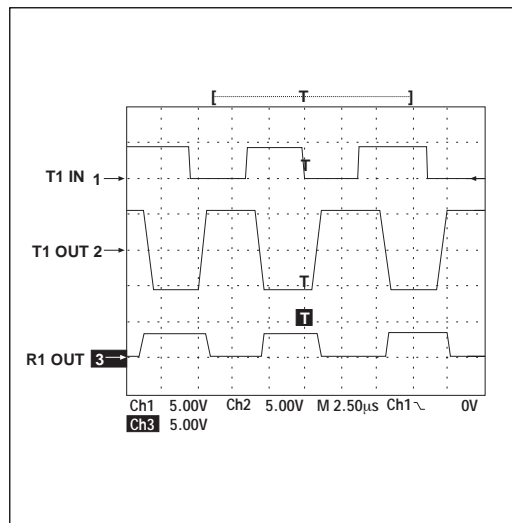 [ T ]
T1 IN 1
T
T1 OUT 2
T
T
R1 OUT 3
Ch1 5.00V Ch2 5.00V M 2.50µs Ch1 0V
Ch3 5.00V